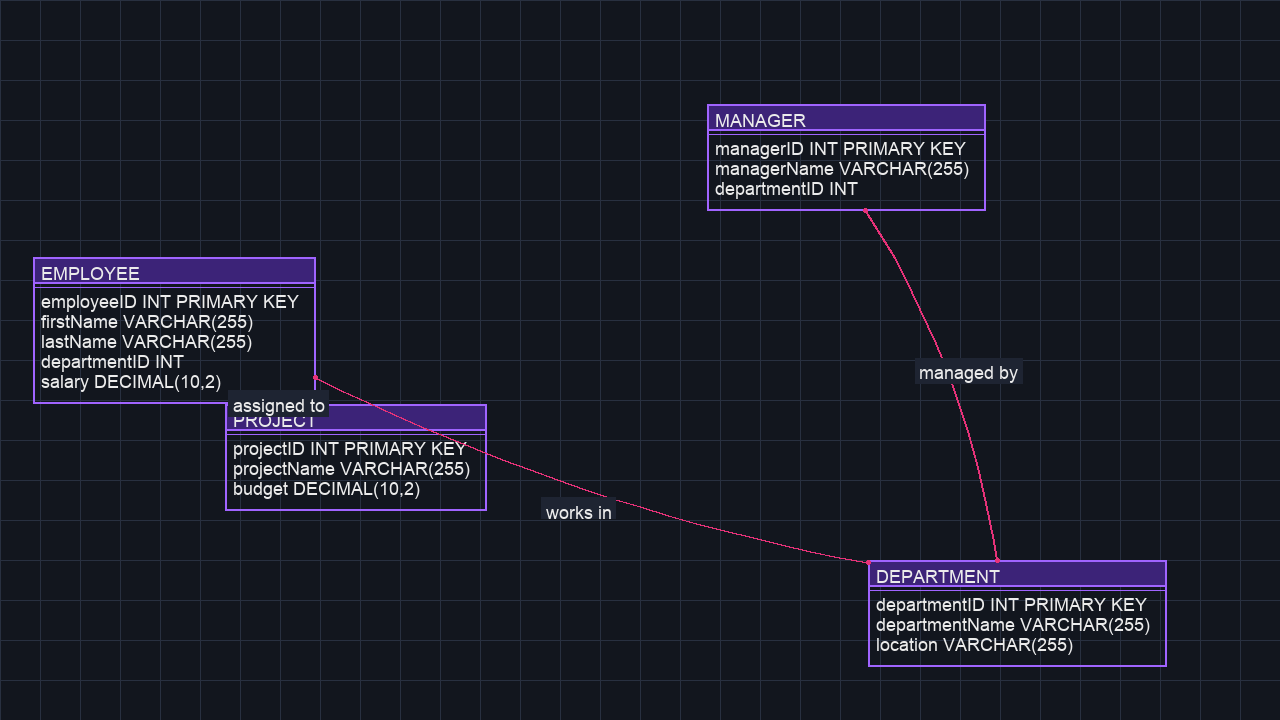 MANAGER
managerID INT PRIMARY KEY
managerName VARCHAR(255)
departmentID INT
EMPLOYEE
employeeID INT PRIMARY KEY
firstName VARCHAR(255)
lastName VARCHAR(255)
departmentID INT
salary DECIMAL(10,2)
managed by
assigned to
PROJECT
projectID INT PRIMARY KEY
projectName VARCHAR(255)
budget DECIMAL(10,2)
works in
DEPARTMENT
departmentID INT PRIMARY KEY
departmentName VARCHAR(255)
location VARCHAR(255)